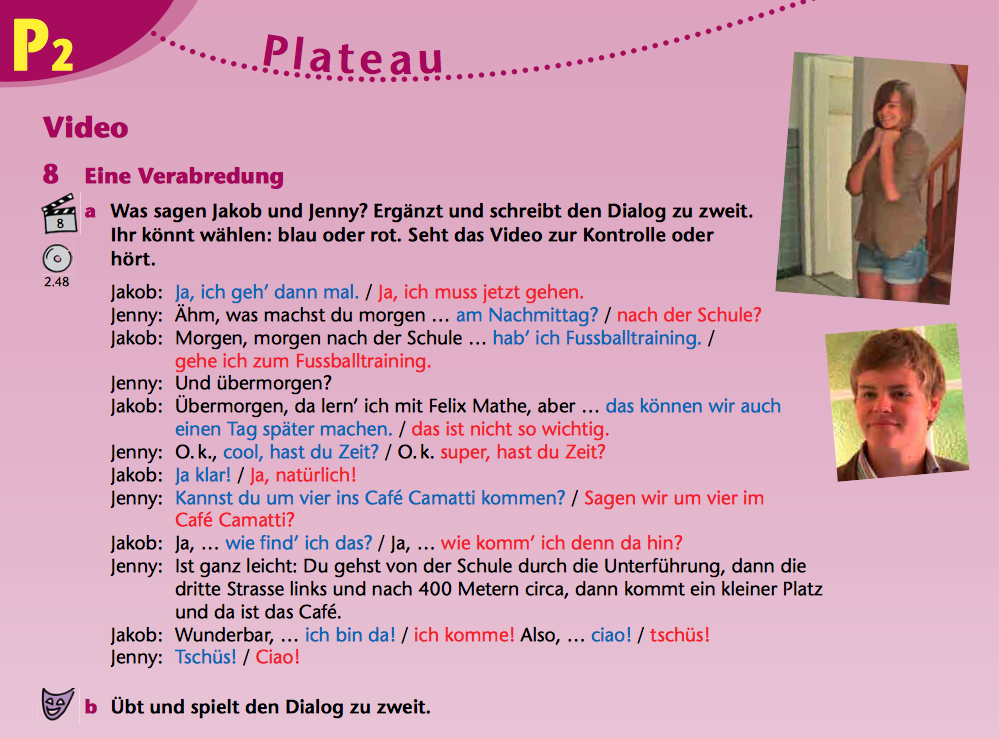 P2
Plateau
Video
8 Eine Verabredung
8
a Was sagen Jakob und Jenny? Ergänzt und schreibt den Dialog zu zweit.
Ihr könnt wählen: blau oder rot. Seht das Video zur Kontrolle oder
hört.
2.48
Jakob: Ja, ich geh’ dann mal. / Ja, ich muss jetzt gehen.
Jenny: Ähm, was machst du morgen … am Nachmittag? / nach der Schule?
Jakob: Morgen, morgen nach der Schule … hab’ ich Fussballtraining. /
gehe ich zum Fussballtraining.
Jenny: Und übermorgen?
Jakob: Übermorgen, da lern’ ich mit Felix Mathe, aber … das können wir auch
einen Tag später machen. / das ist nicht so wichtig.
Jenny: O.k., cool, hast du Zeit? / O.k. super, hast du Zeit?
Jakob: Ja klar! / Ja, natürlich!
Jenny: Kannst du um vier ins Café Camatti kommen? / Sagen wir um vier im
Café Camatti?
Jakob: Ja, … wie find’ ich das? / Ja, … wie komm’ ich denn da hin?
Jenny: Ist ganz leicht: Du gehst von der Schule durch die Unterführung, dann die
dritte Strasse links und nach 400 Metern circa, dann kommt ein kleiner Platz
und da ist das Café.
Jakob: Wunderbar, … ich bin da! / ich komme! Also, … ciao! / tschüs!
Jenny: Tschüs! / Ciao!
b Übt und spielt den Dialog zu zweit.